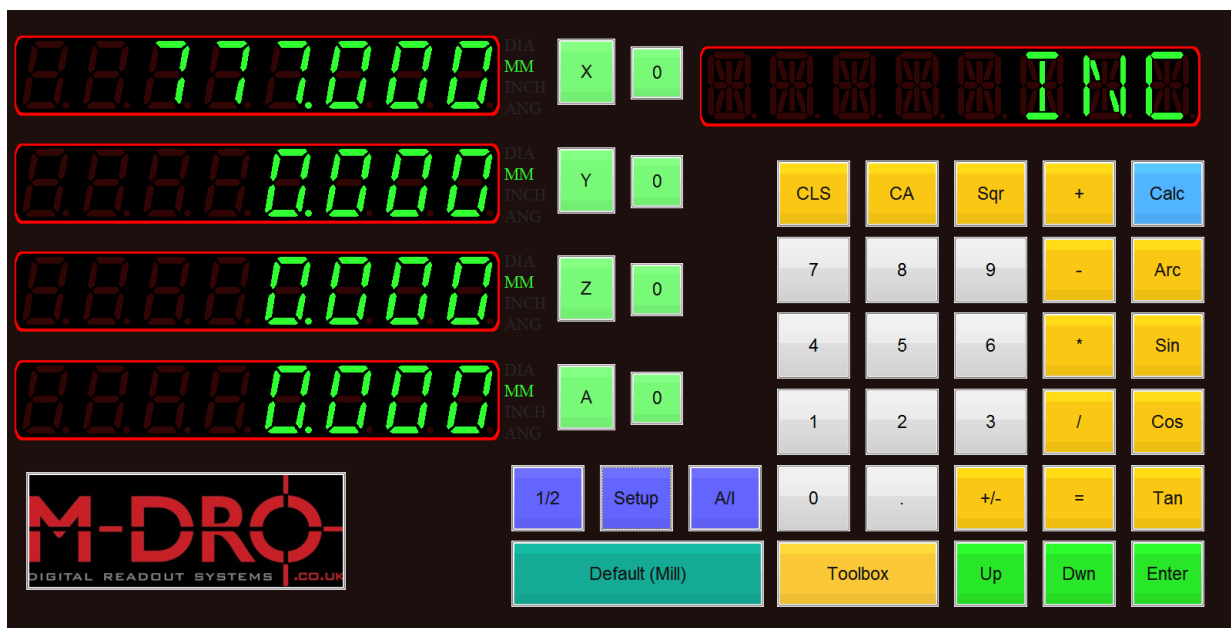 777.000 DIA MM INCH ANG X 0 INC
0.000 DIA MM INCH ANG Y 0
0.000 DIA MM INCH ANG Z 0
0.000 DIA MM INCH ANG A 0
CLS CA Sqr + Calc
7 8 9 - Arc
4 5 6 * Sin
1 2 3 / Cos
1/2 Setup A/I 0 . +/- = Tan
Default (Mill) Toolbox Up Dwn Enter
M-DRO-
DIGITAL READOUT SYSTEMS .CO.UK